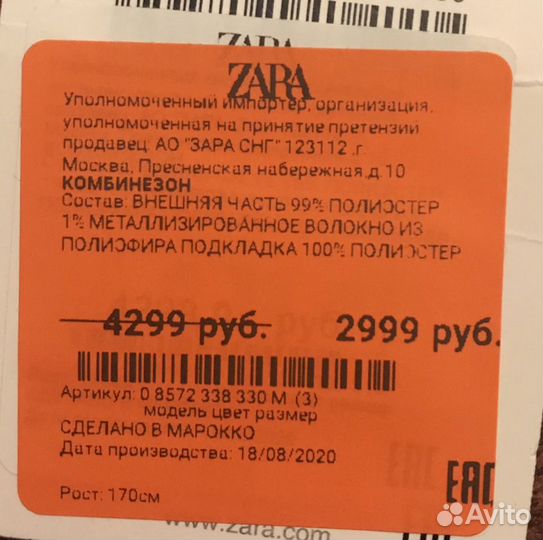 ZARA
ZARA
Уполномоченный импортер, организация,
уполномоченная на принятие претензий
продавец: АО "ЗАРА СНГ" 123112 ,г.
Москва, Пресненская набережная,д.10
КОМБИНЕЗОН
Состав: ВНЕШНЯЯ ЧАСТЬ 99% ПОЛИЭСТЕР
1% МЕТАЛЛИЗИРОВАННОЕ ВОЛОКНО ИЗ
ПОЛИЭФИРА ПОДКЛАДКА 100% ПОЛИЭСТЕР
4299 руб. 2999 руб.
Артикул: 0 8572 338 330 M (3)
модель цвет размер
СДЕЛАНО В МАРОККО
Дата производства: 18/08/2020
EAC
EAC
Рост: 170см
www.zara.com
Avito